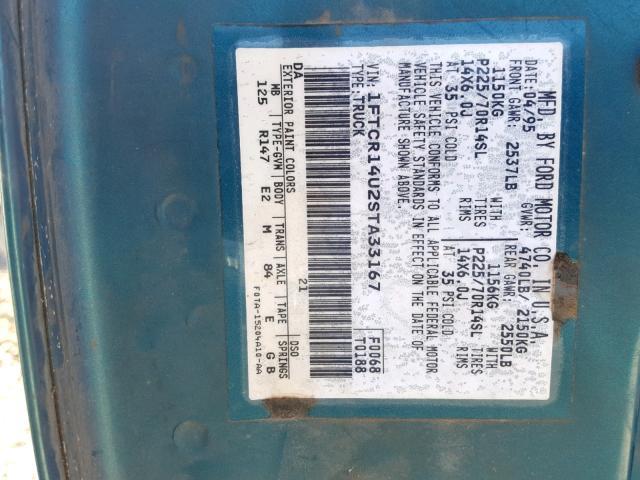 MFD. BY FORD MOTOR CO. IN U.S.A.
DATE: 04/95 GVWR: 4740LB/ 2150KG
FRONT GAWR: 2537LB REAR GAWR: 2550LB
1150KG WITH 1156KG WITH
P225/70R14SL TIRES P225/70R14SL TIRES
14X6.0J RIMS 14X6.0J RIMS
AT 35 PSI COLD AT 35 PSI COLD
THIS VEHICLE CONFORMS TO ALL APPLICABLE FEDERAL MOTOR
VEHICLE SAFETY STANDARDS IN EFFECT ON THE DATE OF
MANUFACTURE SHOWN ABOVE.
VIN: 1FTCR14U2STA33167
TYPE: TRUCK
F0068
T0188
EXTERIOR PAINT COLORS DSO
DA 21
MB TYPE-GVM BODY TRANS AXLE TAPE SPRINGS
125 R147 E2 M 84 E G B
F0TA-15204A10-AA